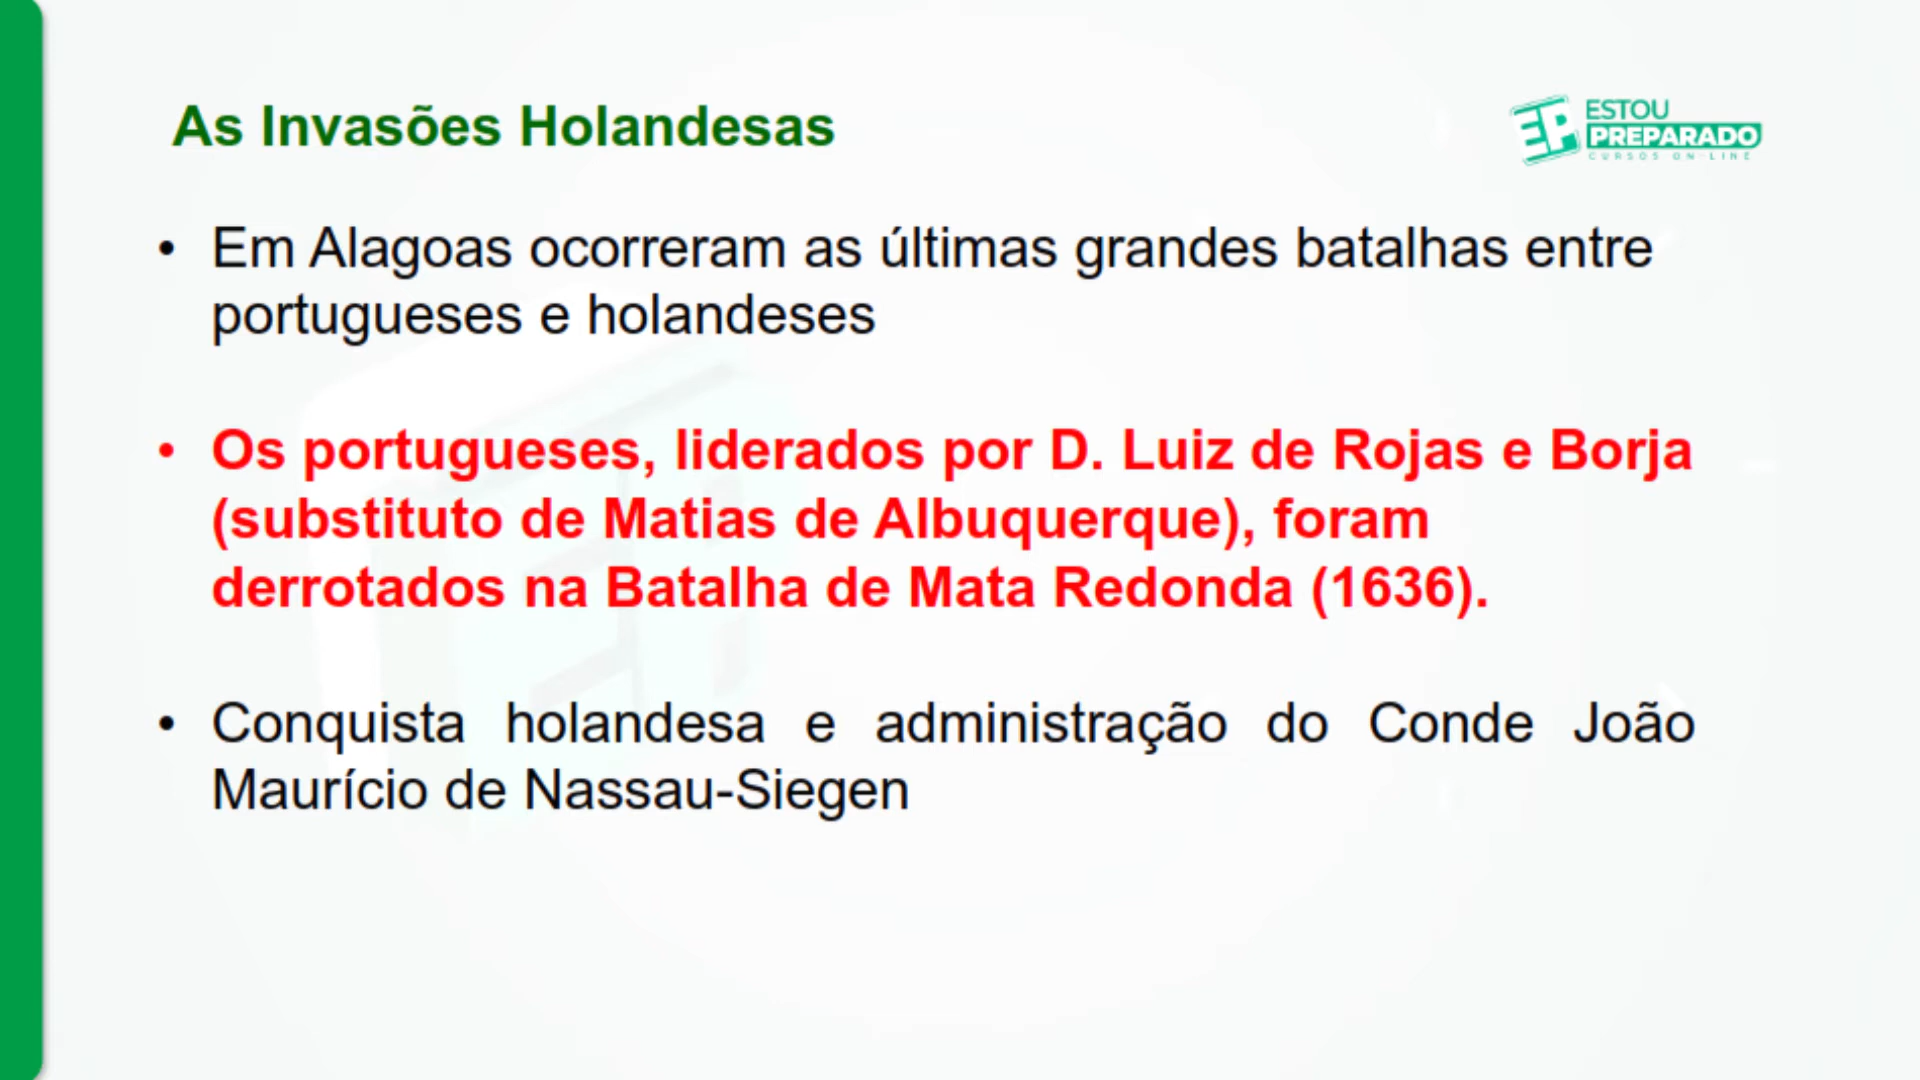 As Invasões Holandesas
EP ESTOU
PREPARADO
CURSOS ON-LINE
• Em Alagoas ocorreram as últimas grandes batalhas entre
portugueses e holandeses
• Os portugueses, liderados por D. Luiz de Rojas e Borja
(substituto de Matias de Albuquerque), foram
derrotados na Batalha de Mata Redonda (1636).
• Conquista holandesa e administração do Conde João
Maurício de Nassau-Siegen